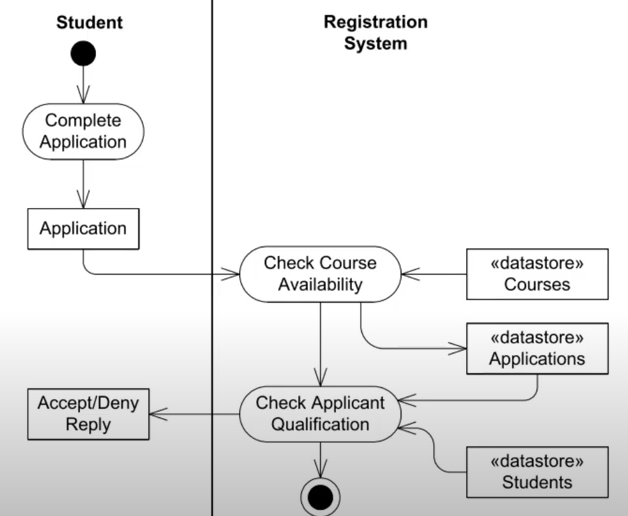 Student
Registration
System
Complete
Application
Application
Check Course
Availability
«datastore»
Courses
«datastore»
Applications
Accept/Deny
Reply
Check Applicant
Qualification
«datastore»
Students